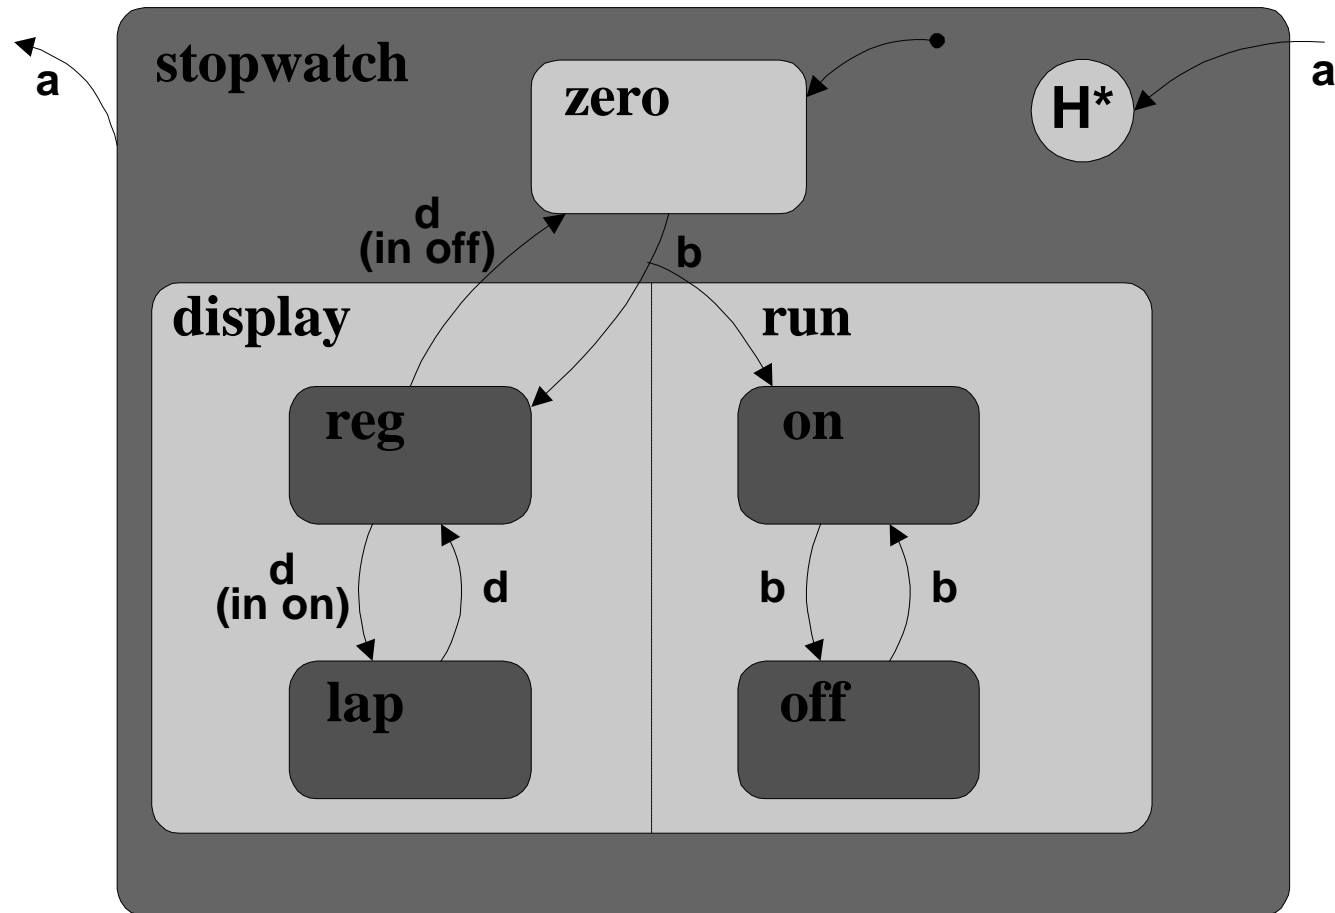 stopwatch
a
zero
H*
a
d
(in off)
b
display
run
reg
on
d
(in on)
d
b
b
lap
off